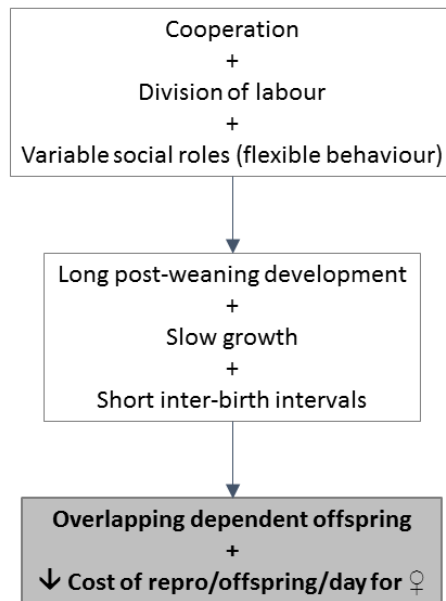 Cooperation
+
Division of labour
+
Variable social roles (flexible behaviour)
Long post-weaning development
+
Slow growth
+
Short inter-birth intervals
Overlapping dependent offspring
+
↓ Cost of repro/offspring/day for ♀